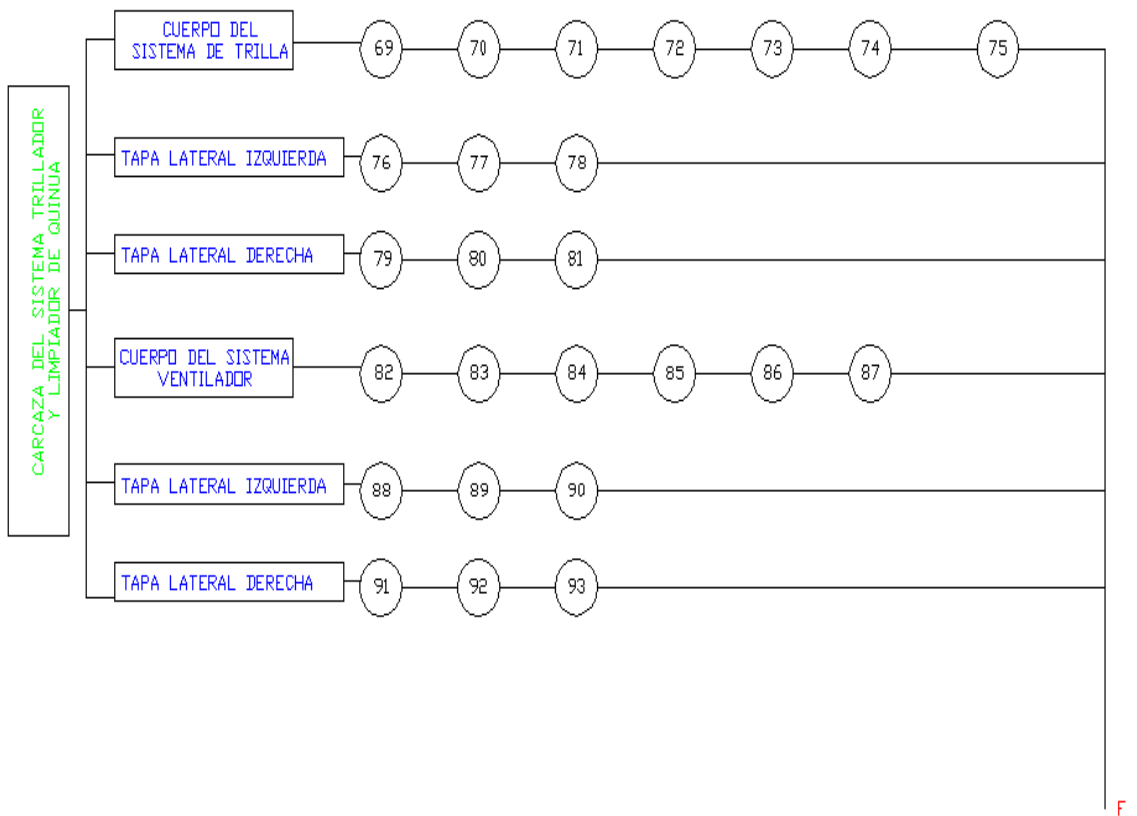 CARCAZA DEL SISTEMA TRILLADOR
Y LIMPIADOR DE QUINUA
CUERPO DEL
SISTEMA DE TRILLA
69 70 71 72 73 74 75
TAPA LATERAL IZQUIERDA
76 77 78
TAPA LATERAL DERECHA
79 80 81
CUERPO DEL SISTEMA
VENTILADOR
82 83 84 85 86 87
TAPA LATERAL IZQUIERDA
88 89 90
TAPA LATERAL DERECHA
91 92 93
F